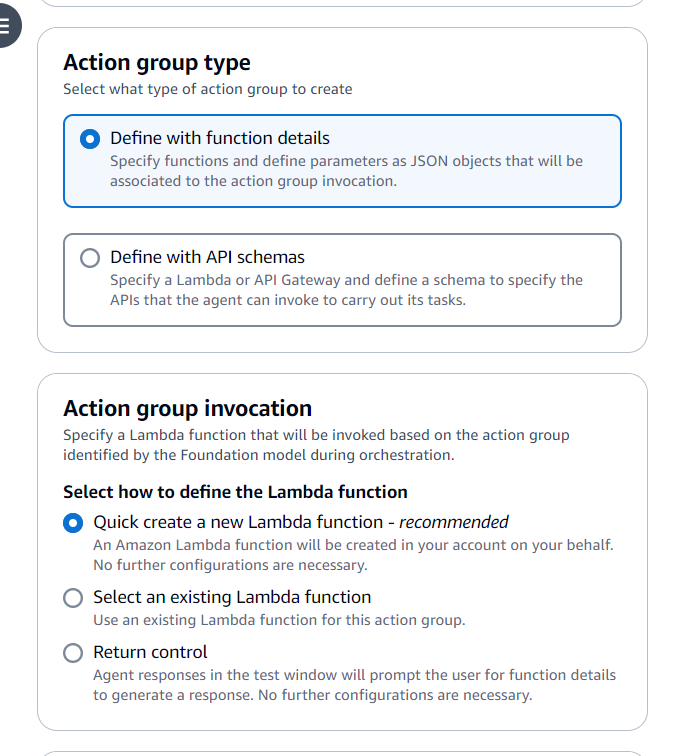 Action group type
Select what type of action group to create
Define with function details
Specify functions and define parameters as JSON objects that will be
associated to the action group invocation.
Define with API schemas
Specify a Lambda or API Gateway and define a schema to specify the
APIs that the agent can invoke to carry out its tasks.
Action group invocation
Specify a Lambda function that will be invoked based on the action group
identified by the Foundation model during orchestration.
Select how to define the Lambda function
Quick create a new Lambda function - recommended
An Amazon Lambda function will be created in your account on your behalf.
No further configurations are necessary.
Select an existing Lambda function
Use an existing Lambda function for this action group.
Return control
Agent responses in the test window will prompt the user for function details
to generate a response. No further configurations are necessary.